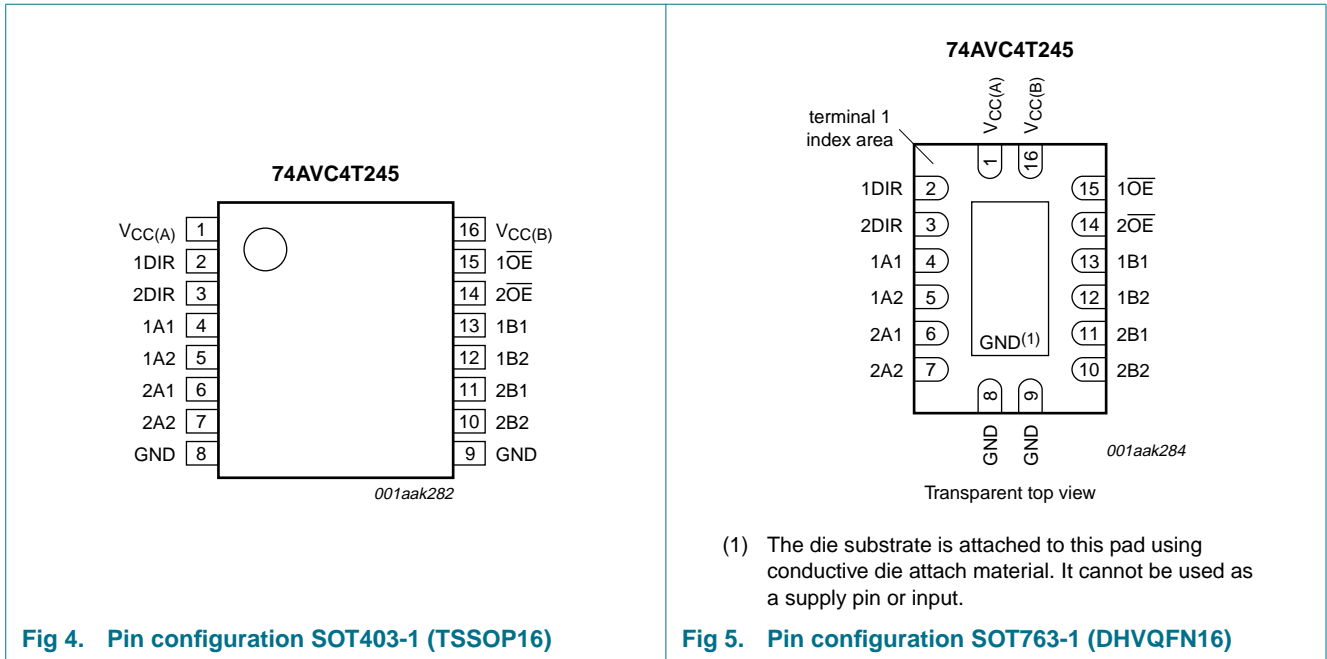 74AVC4T245
VCC(A) 1
1DIR 2
2DIR 3
1A1 4
1A2 5
2A1 6
2A2 7
GND 8
16 VCC(B)
15 1O̅E̅
14 2O̅E̅
13 1B1
12 1B2
11 2B1
10 2B2
9 GND
001aak282
Fig 4. Pin configuration SOT403-1 (TSSOP16)
74AVC4T245
terminal 1
index area
VCC(A)
VCC(B)
1
16
1DIR 2
2DIR 3
1A1 4
1A2 5
2A1 6
2A2 7
15 1O̅E̅
14 2O̅E̅
13 1B1
12 1B2
11 2B1
10 2B2
GND(1)
8
9
GND
GND
001aak284
Transparent top view
(1) The die substrate is attached to this pad using
conductive die attach material. It cannot be used as
a supply pin or input.
Fig 5. Pin configuration SOT763-1 (DHVQFN16)